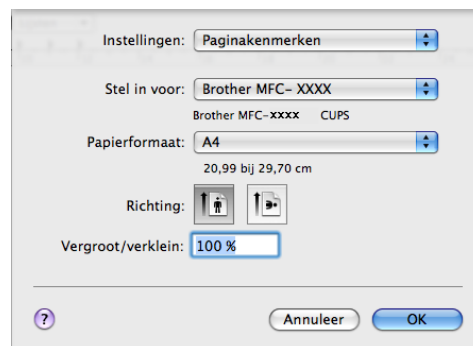 Instellingen: Paginakenmerken
Stel in voor: Brother MFC- XXXX
Brother MFC-xxxx CUPS
Papierformaat: A4
20,99 bij 29,70 cm
Richting:
Vergroot/verklein: 100 %
? Annuleer OK